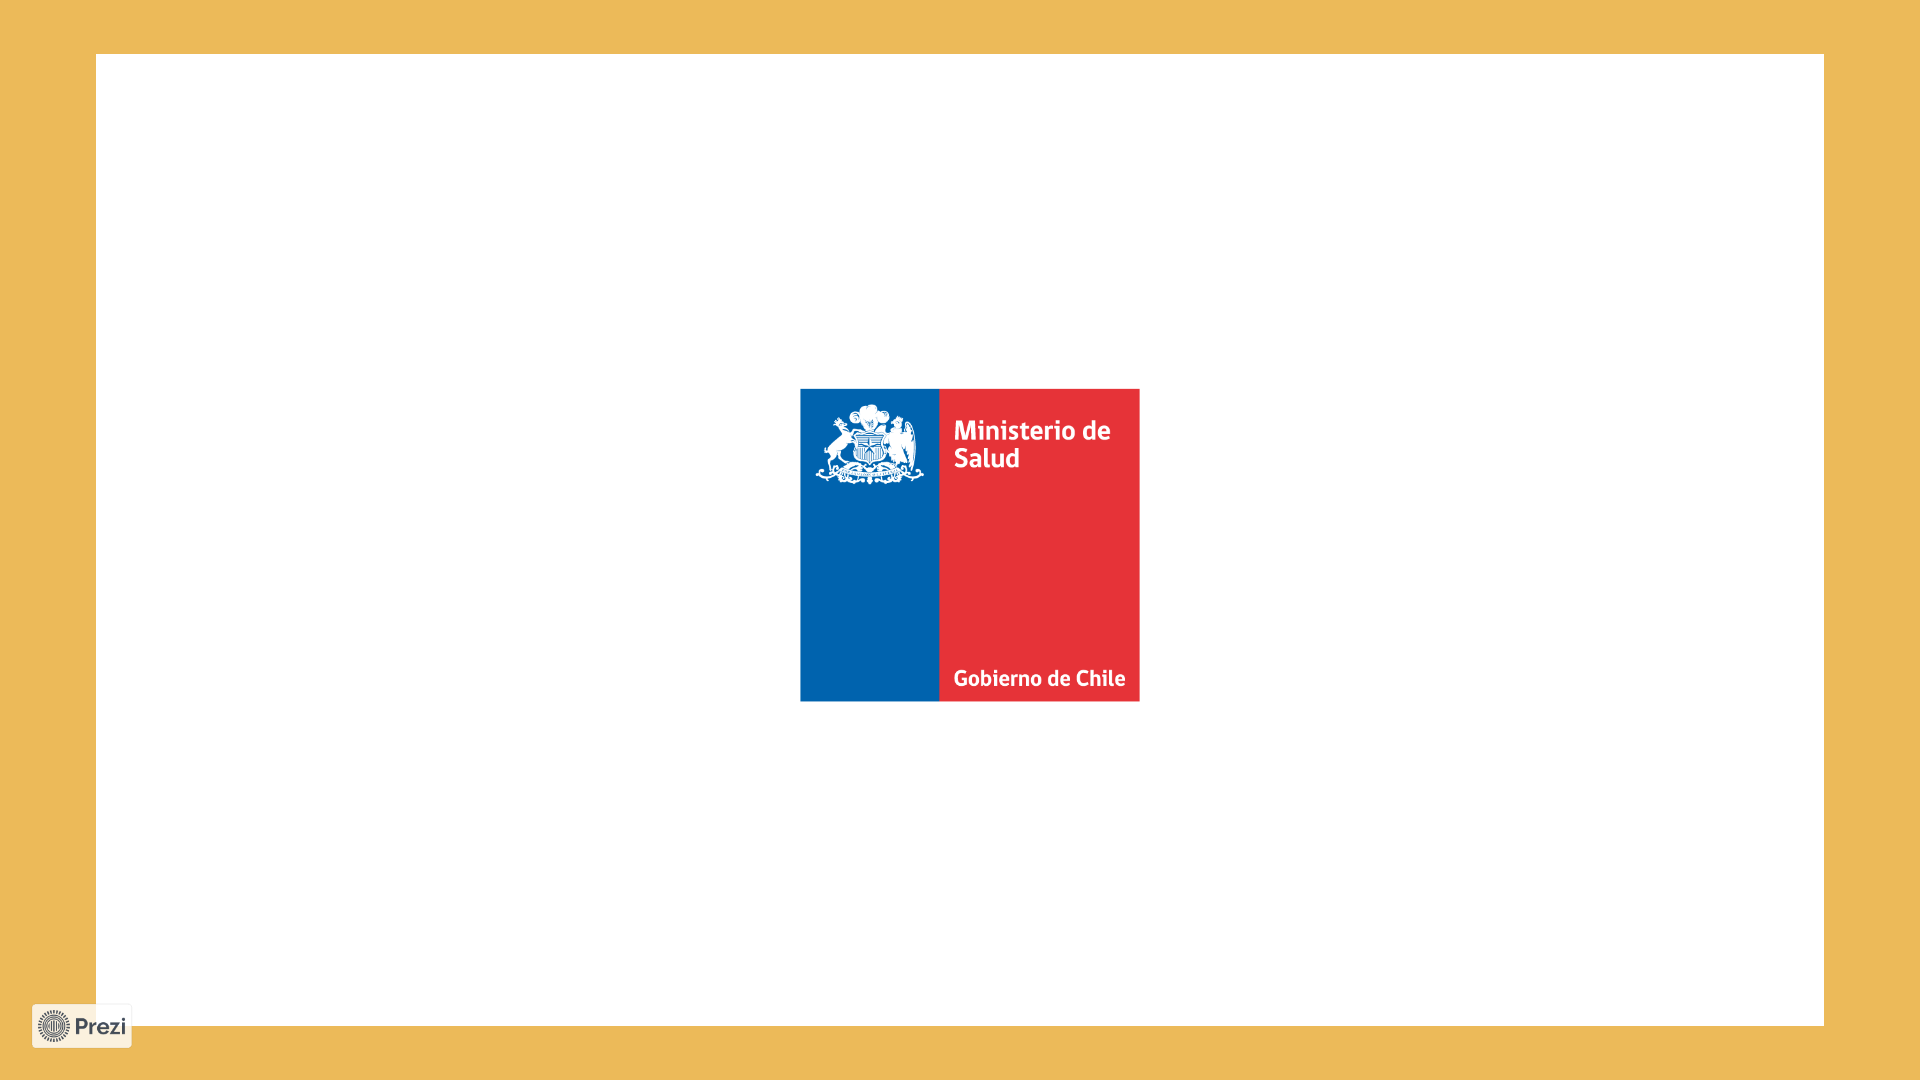 Ministerio de
Salud
Gobierno de Chile
Prezi